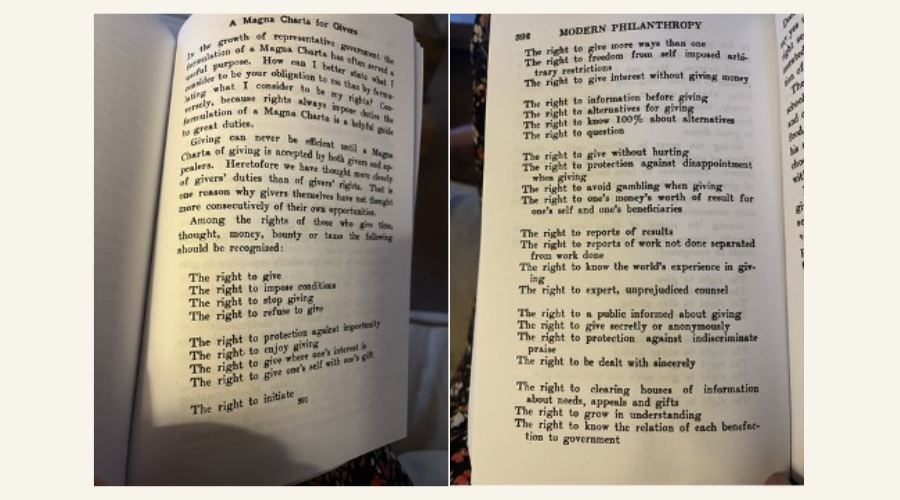 A Magna Charta for Givers
In the growth of representative government the
formulation of a Magna Charta has often served a
useful purpose. How can I better state what I
consider to be your obligation to me than by formu-
lating what I consider to be my rights? Con-
versely, because rights always impose duties the
formulation of a Magna Charta is a helpful guide
to great duties.
Giving can never be efficient until a Magna
Charta of giving is accepted by both givers and ap-
pealers. Heretofore we have thought more clearly
of givers' duties than of givers' rights. That is
one reason why givers themselves have not thought
more consecutively of their own opportunities.
Among the rights of those who give time,
thought, money, bounty or taxes the following
should be recognized:
The right to give
The right to impose conditions
The right to stop giving
The right to refuse to give
The right to protection against importunity
The right to enjoy giving
The right to give where one's interest is
The right to give one's self with one's gift
The right to initiate
391
392 MODERN PHILANTHROPY
The right to give more ways than one
The right to freedom from self imposed arbi-
trary restrictions
The right to give interest without giving money
The right to information before giving
The right to alternatives for giving
The right to know 100% about alternatives
The right to question
The right to give without hurting
The right to protection against disappointment
when giving
The right to avoid gambling when giving
The right to one's money's worth of result for
one's self and one's beneficiaries
The right to reports of results
The right to reports of work not done separated
from work done
The right to know the world's experience in giv-
ing
The right to expert, unprejudiced counsel
The right to a public informed about giving
The right to give secretly or anonymously
The right to protection against indiscriminate
praise
The right to be dealt with sincerely
The right to clearing houses of information
about needs, appeals and gifts
The right to grow in understanding
The right to know the relation of each benefac-
tion to government